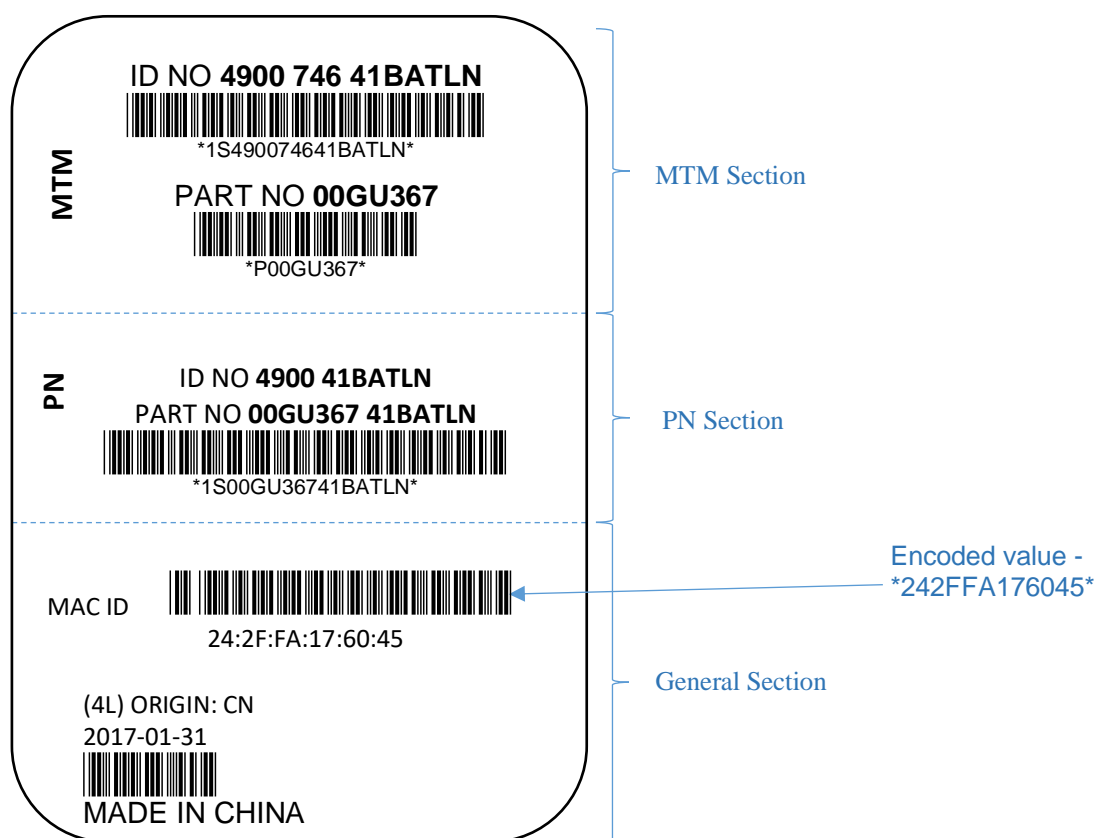 ID NO 4900 746 41BATLN
*1S490074641BATLN*
MTM
PART NO 00GU367
*P00GU367*
MTM Section
PN
ID NO 4900 41BATLN
PART NO 00GU367 41BATLN
*1S00GU36741BATLN*
PN Section
MAC ID
24:2F:FA:17:60:45
Encoded value -
*242FFA176045*
General Section
(4L) ORIGIN: CN
2017-01-31
MADE IN CHINA